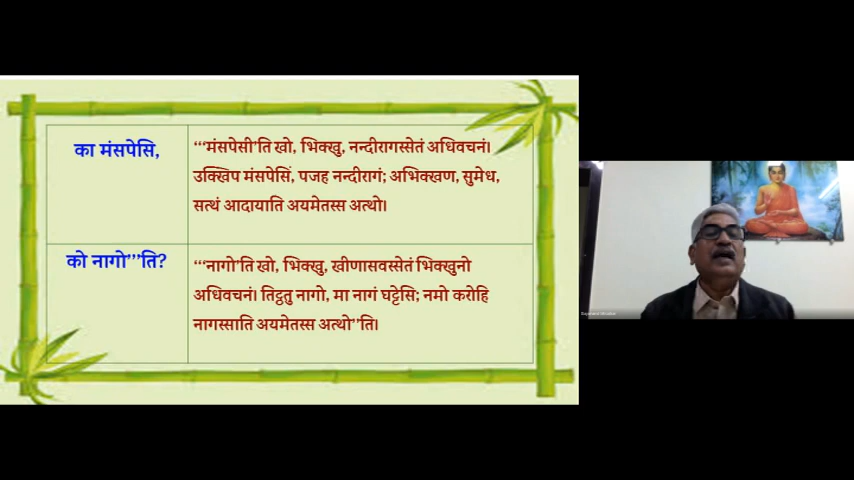 का मंसपेसि,
‘‘‘मंसपेसी’ति खो, भिक्खु, नन्दीरागस्सेतं अधिवचनं।
उक्खिप मंसपेसिं, पजह नन्दीरागं; अभिक्खण, सुमेध,
सत्थं आदायाति अयमेतस्स अत्थो।
को नागो’’’ति?
‘‘‘नागो’ति खो, भिक्खु, खीणासवस्सेतं भिक्खुनो
अधिवचनं। तिट्ठतु नागो, मा नागं घट्टेसि; नमो करोहि
नागस्साति अयमेतस्स अत्थो’’ति।